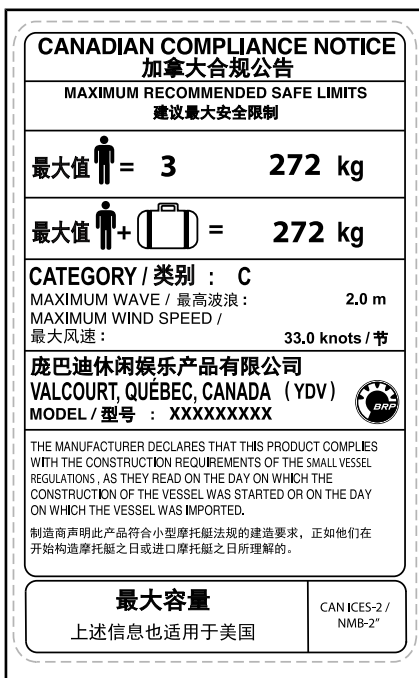 CANADIAN COMPLIANCE NOTICE
加拿大合规公告
MAXIMUM RECOMMENDED SAFE LIMITS
建议最大安全限制
最大值 = 3 272 kg
最大值 + = 272 kg
CATEGORY / 类别 : C
MAXIMUM WAVE / 最高波浪 : 2.0 m
MAXIMUM WIND SPEED /
最大风速 : 33.0 knots / 节
庞巴迪休闲娱乐产品有限公司
VALCOURT, QUÉBEC, CANADA (YDV)
BRP
MODEL / 型号 : XXXXXXXXX
THE MANUFACTURER DECLARES THAT THIS PRODUCT COMPLIES
WITH THE CONSTRUCTION REQUIREMENTS OF THE SMALL VESSEL
REGULATIONS, AS THEY READ ON THE DAY ON WHICH THE
CONSTRUCTION OF THE VESSEL WAS STARTED OR ON THE DAY
ON WHICH THE VESSEL WAS IMPORTED.
制造商声明此产品符合小型摩托艇法规的建造要求，正如他们在
开始构造摩托艇之日或进口摩托艇之日所理解的。
最大容量
上述信息也适用于美国
CAN ICES-2 /
NMB-2"